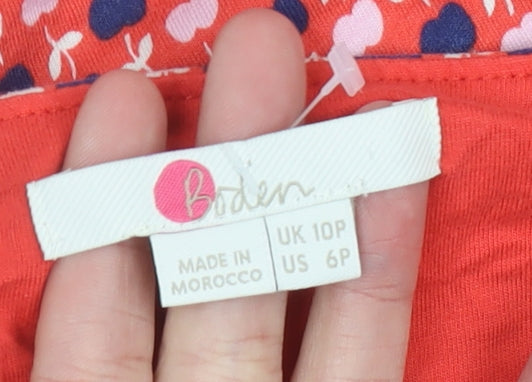 Boden
MADE IN
MOROCCO
UK 10P
US 6P